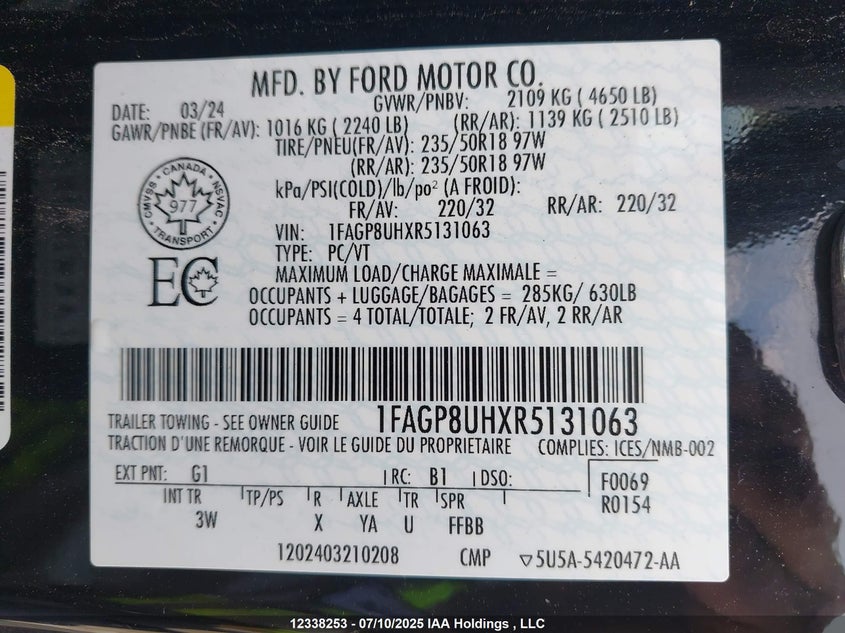 MFD. BY FORD MOTOR CO.
DATE: 03/24 GVWR/PNBV: 2109 KG ( 4650 LB)
GAWR/PNBE (FR/AV): 1016 KG ( 2240 LB) (RR/AR): 1139 KG ( 2510 LB)
TIRE/PNEU(FR/AV): 235/50R18 97W
(RR/AR): 235/50R18 97W
kPa/PSI(COLD)/lb/po² (A FROID):
FR/AV: 220/32 RR/AR: 220/32
CMVSS • CANADA • NSVAC • TRANSPORT •
977
VIN: 1FAGP8UHXR5131063
TYPE: PC/VT
EC
MAXIMUM LOAD/CHARGE MAXIMALE =
OCCUPANTS + LUGGAGE/BAGAGES = 285KG/ 630LB
OCCUPANTS = 4 TOTAL/TOTALE; 2 FR/AV, 2 RR/AR
TRAILER TOWING - SEE OWNER GUIDE 1FAGP8UHXR5131063
TRACTION D'UNE REMORQUE - VOIR LE GUIDE DU PROPRIETAIRE COMPLIES: ICES/NMB-002
EXT PNT: G1 RC: B1 DSO: F0069
INT TR TP/PS R AXLE TR SPR R0154
3W X YA U FFBB
1202403210208 CMP ▽5U5A-5420472-AA
12338253 - 07/10/2025 IAA Holdings , LLC